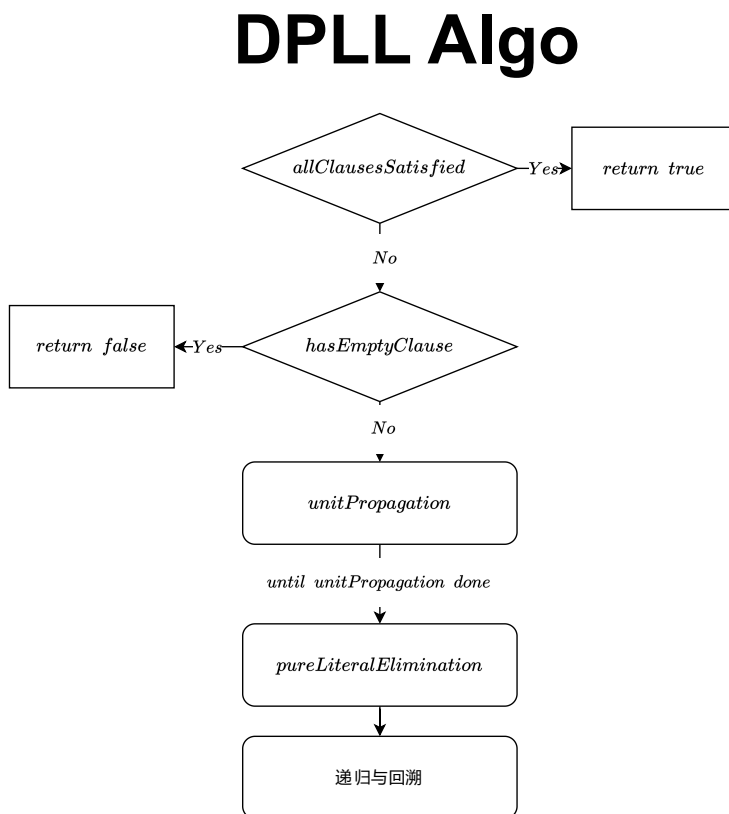 DPLL Algo
allClausesSatisfied
Yes
return true
No
return false
Yes
hasEmptyClause
No
unitPropagation
until unitPropagation done
pureLiteralElimination
递归与回溯